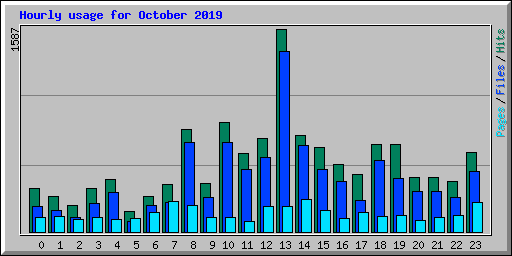 Hourly usage for October 2019
1587
Pages/Files/Hits
0 1 2 3 4 5 6 7 8 9 10 11 12 13 14 15 16 17 18 19 20 21 22 23